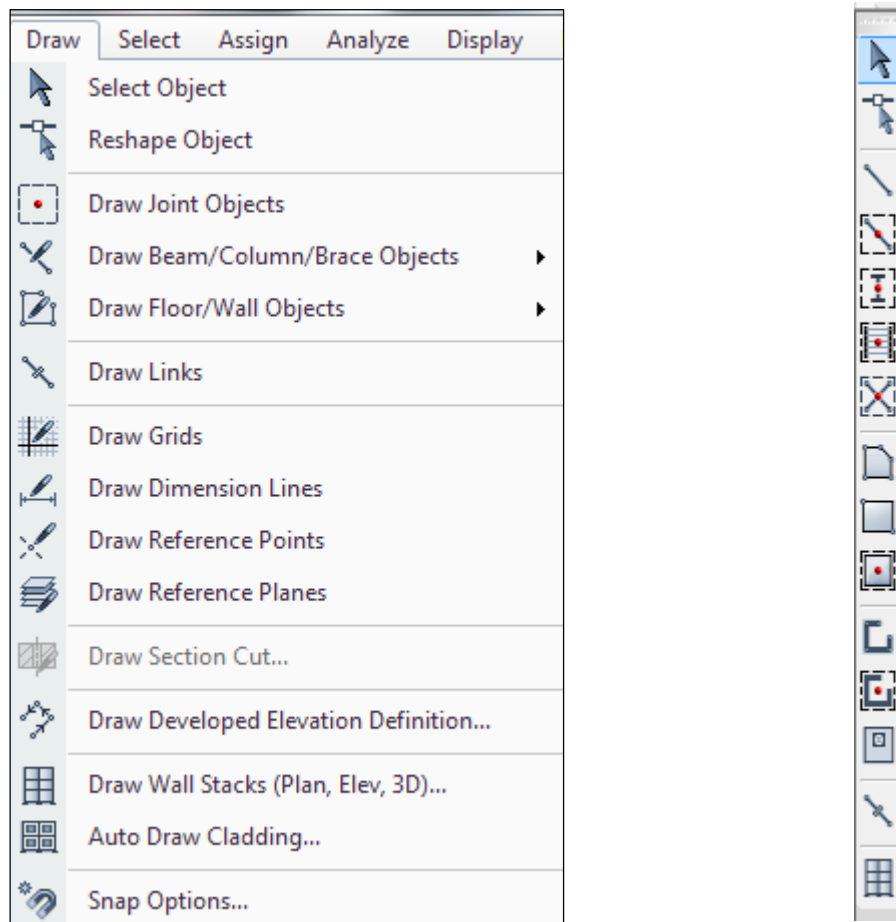 Draw Select Assign Analyze Display
Select Object
Reshape Object
Draw Joint Objects
Draw Beam/Column/Brace Objects
Draw Floor/Wall Objects
Draw Links
Draw Grids
Draw Dimension Lines
Draw Reference Points
Draw Reference Planes
Draw Section Cut...
Draw Developed Elevation Definition...
Draw Wall Stacks (Plan, Elev, 3D)...
Auto Draw Cladding...
Snap Options...